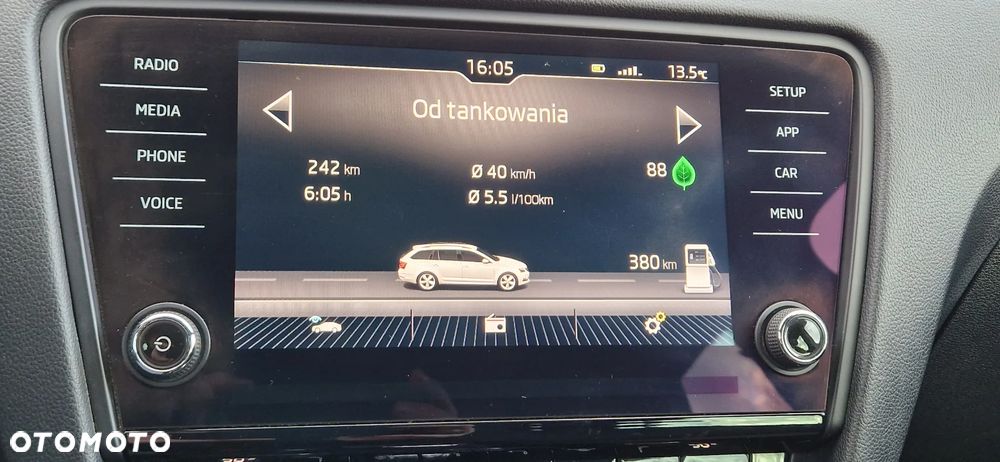 RADIO
MEDIA
PHONE
VOICE
16:05
13.5°C
Od tankowania
242 km
6:05 h
Ø 40 km/h
Ø 5.5 l/100km
88
380 km
SETUP
APP
CAR
MENU
OTOMOTO